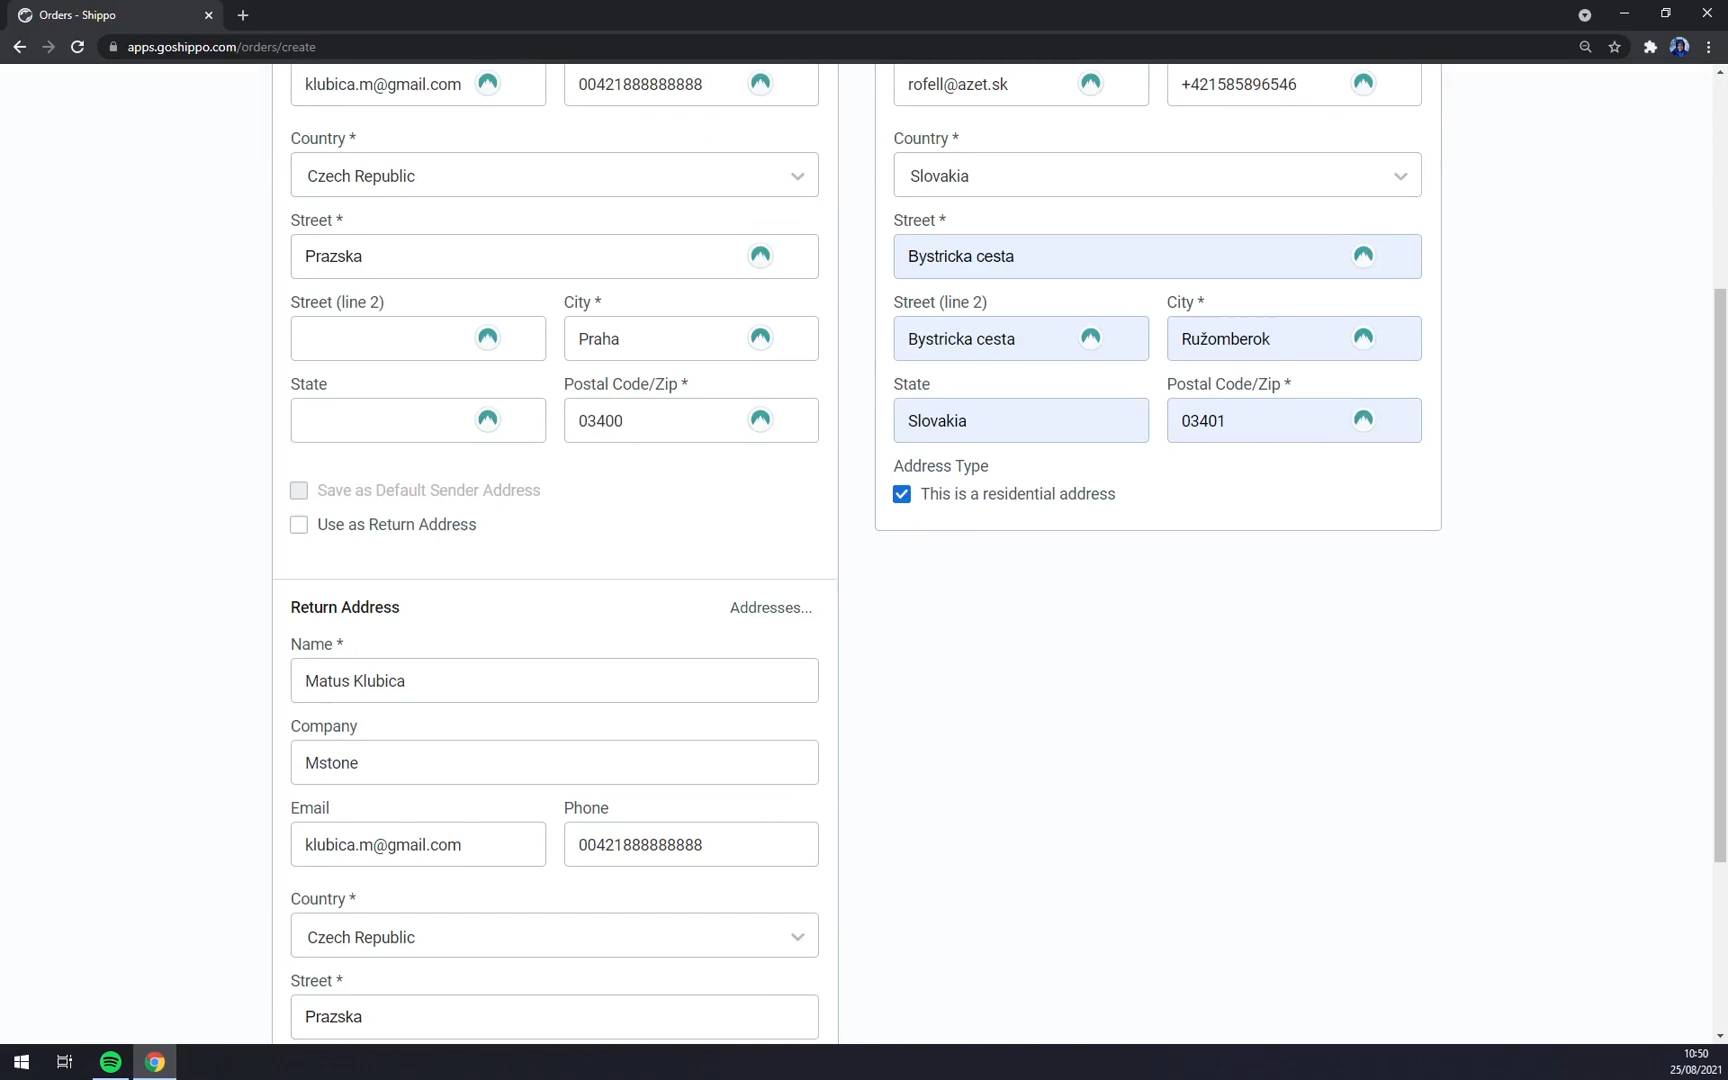 Orders - Shippo
apps.goshippo.com/orders/create
klubica.m@gmail.com
00421888888888
Country *
Czech Republic
Street *
Prazska
Street (line 2)
City *
Praha
State
Postal Code/Zip *
03400
Save as Default Sender Address
Use as Return Address
Return Address
Addresses...
Name *
Matus Klubica
Company
Mstone
Email
Phone
klubica.m@gmail.com
00421888888888
Country *
Czech Republic
Street *
Prazska
rofell@azet.sk
+421585896546
Country *
Slovakia
Street *
Bystricka cesta
Street (line 2)
City *
Bystricka cesta
Ružomberok
State
Postal Code/Zip *
Slovakia
03401
Address Type
This is a residential address
10:50
25/08/2021